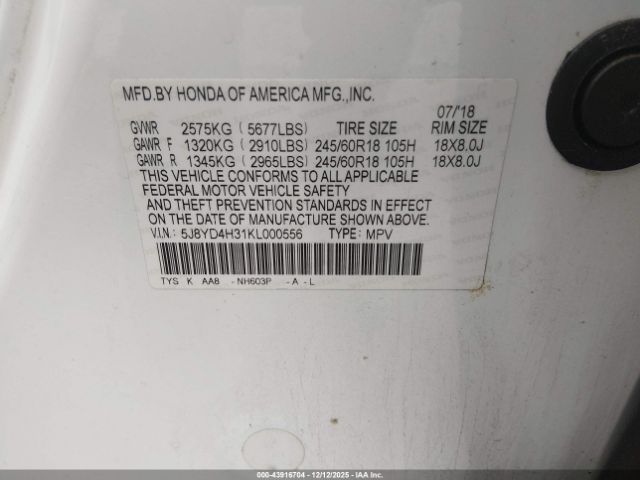 MFD.BY HONDA OF AMERICA MFG.,INC.
07/'18
GVWR 2575KG ( 5677LBS) TIRE SIZE RIM SIZE
GAWR F 1320KG ( 2910LBS) 245/60R18 105H 18X8.0J
GAWR R 1345KG ( 2965LBS) 245/60R18 105H 18X8.0J
THIS VEHICLE CONFORMS TO ALL APPLICABLE
FEDERAL MOTOR VEHICLE SAFETY
AND THEFT PREVENTION STANDARDS IN EFFECT
ON THE DATE OF MANUFACTURE SHOWN ABOVE.
V.I.N.: 5J8YD4H31KL000556 TYPE: MPV
TYS K AA8 - NH603P - A - L
000-43916704 | 12/12/2025 | IAA Corp.